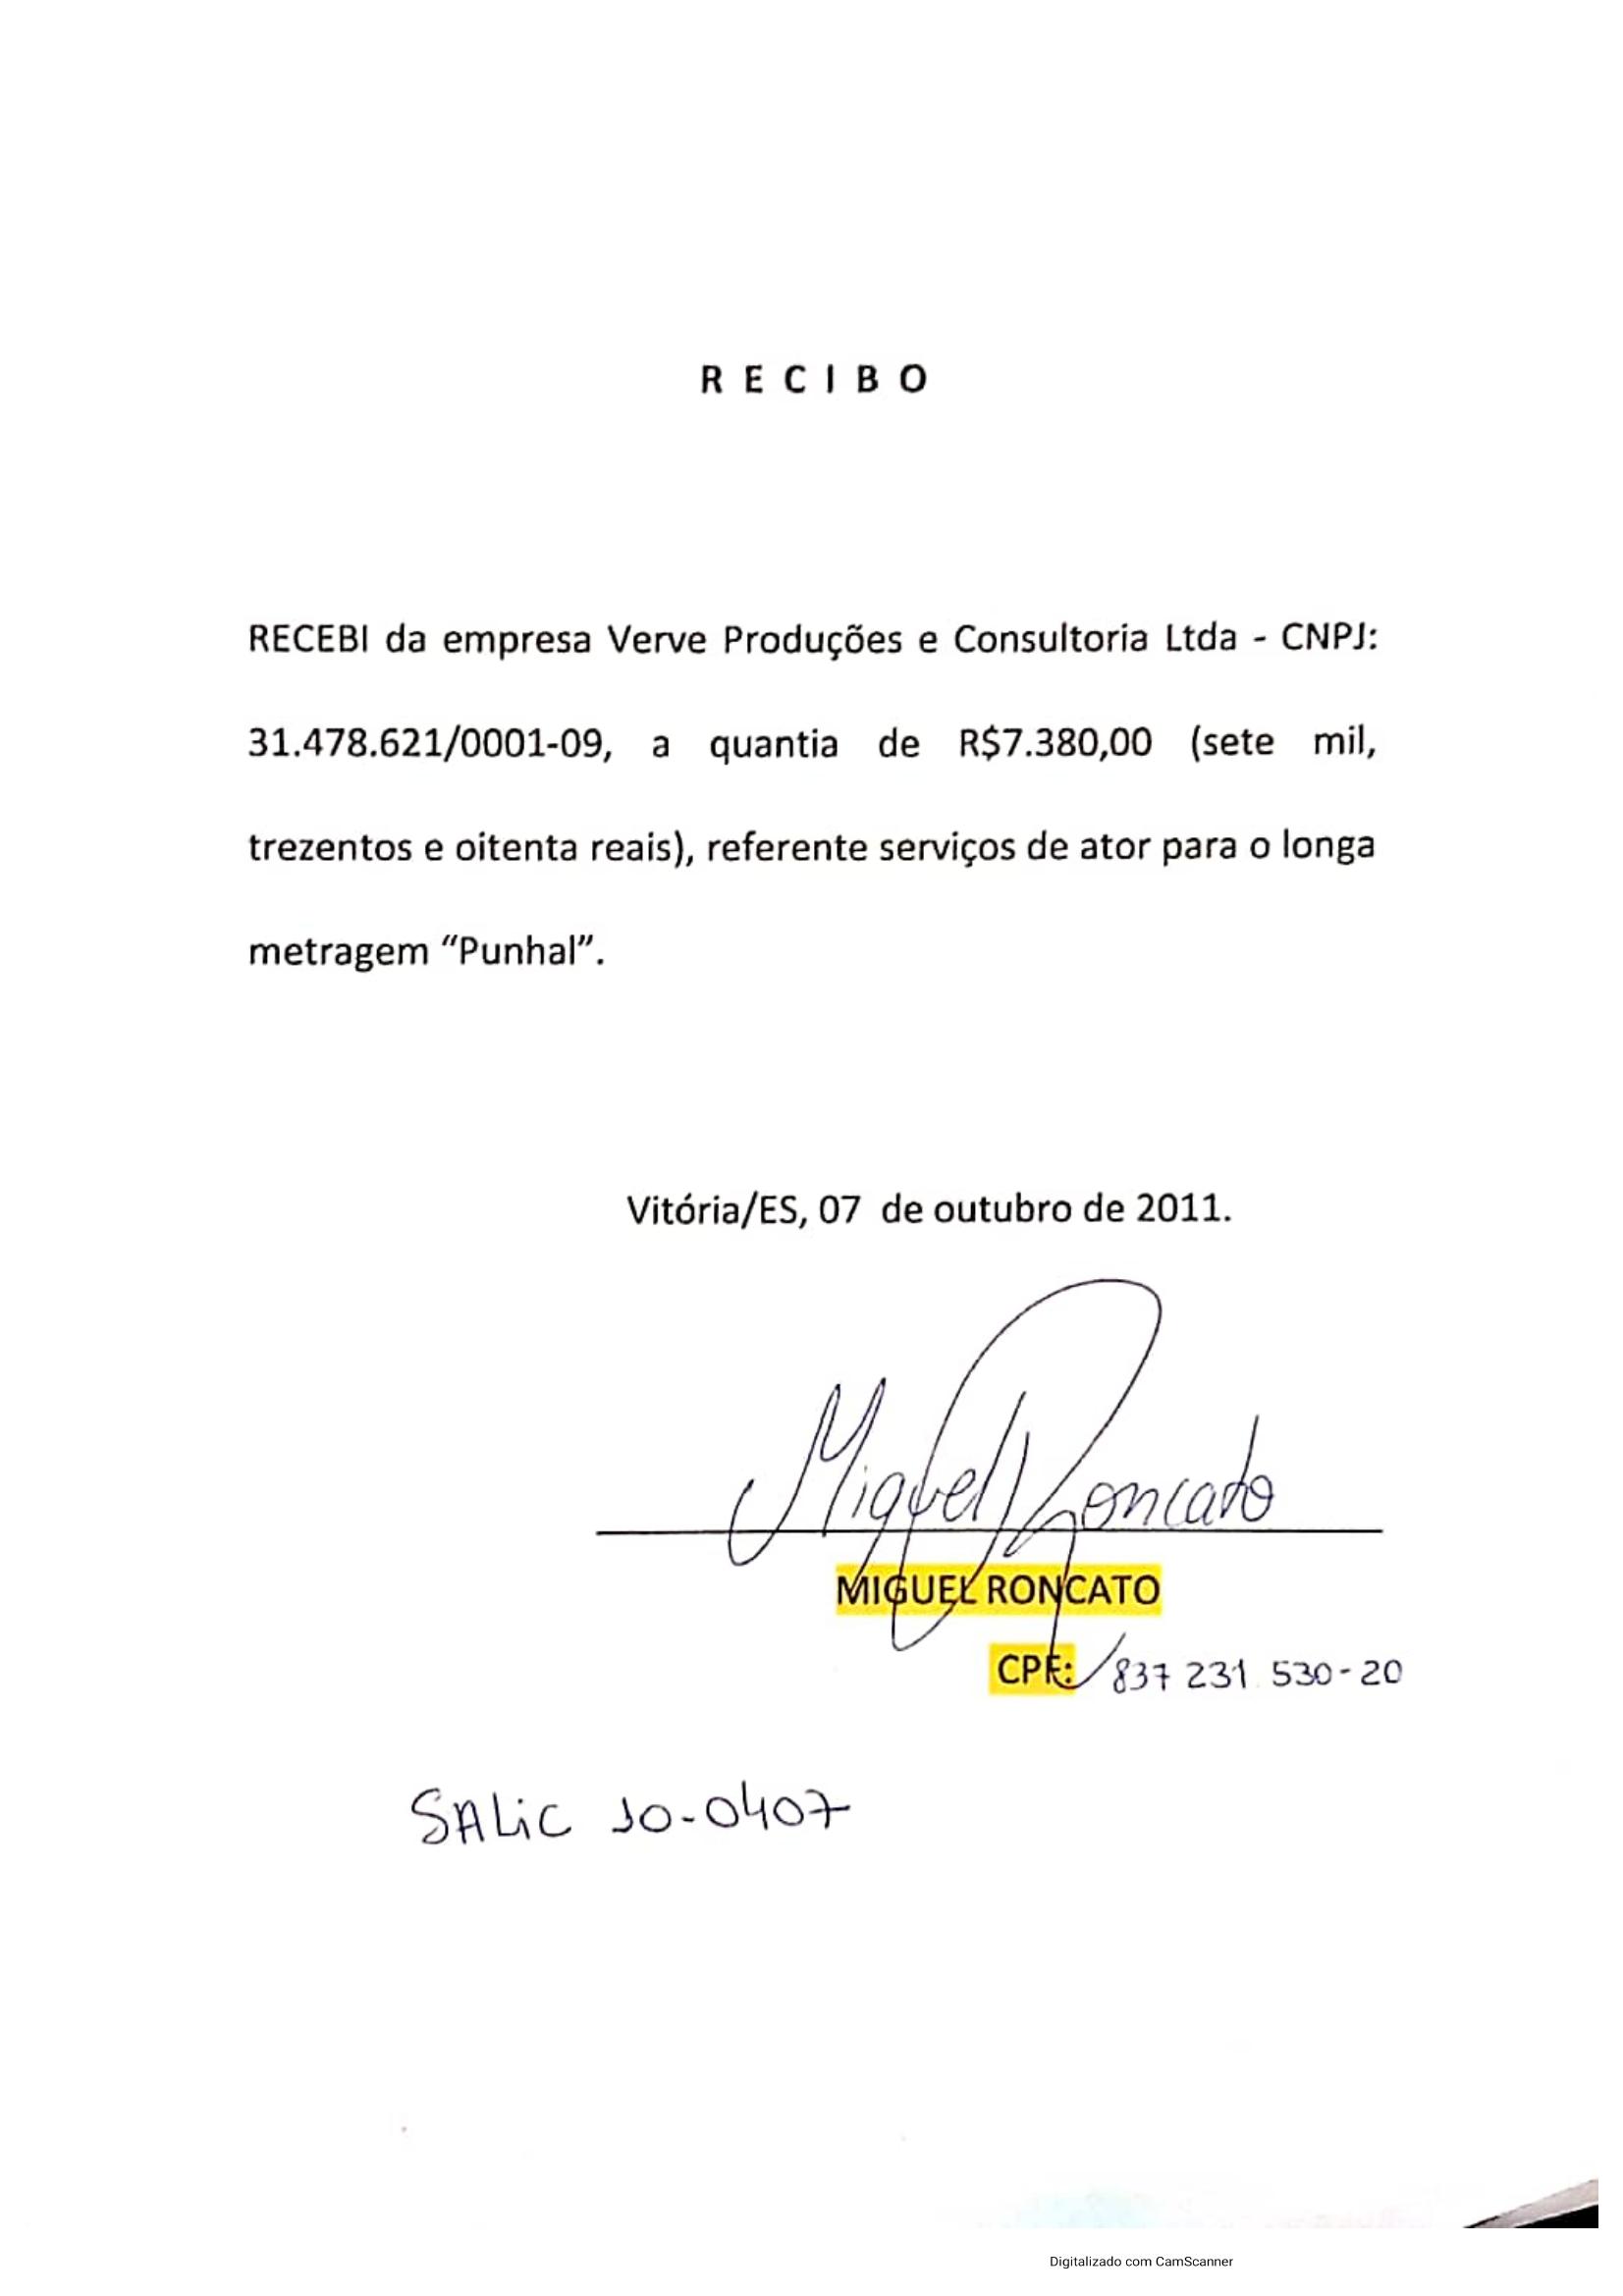 R E C I B O
RECEBI da empresa Verve Produções e Consultoria Ltda - CNPJ:
31.478.621/0001-09, a quantia de R$7.380,00 (sete mil,
trezentos e oitenta reais), referente serviços de ator para o longa
metragem “Punhal”.
Vitória/ES, 07 de outubro de 2011.
Miguel Roncato
MIGUEL RONCATO
CPF: 837 231 530-20
SALIC 10-0407
Digitalizado com CamScanner